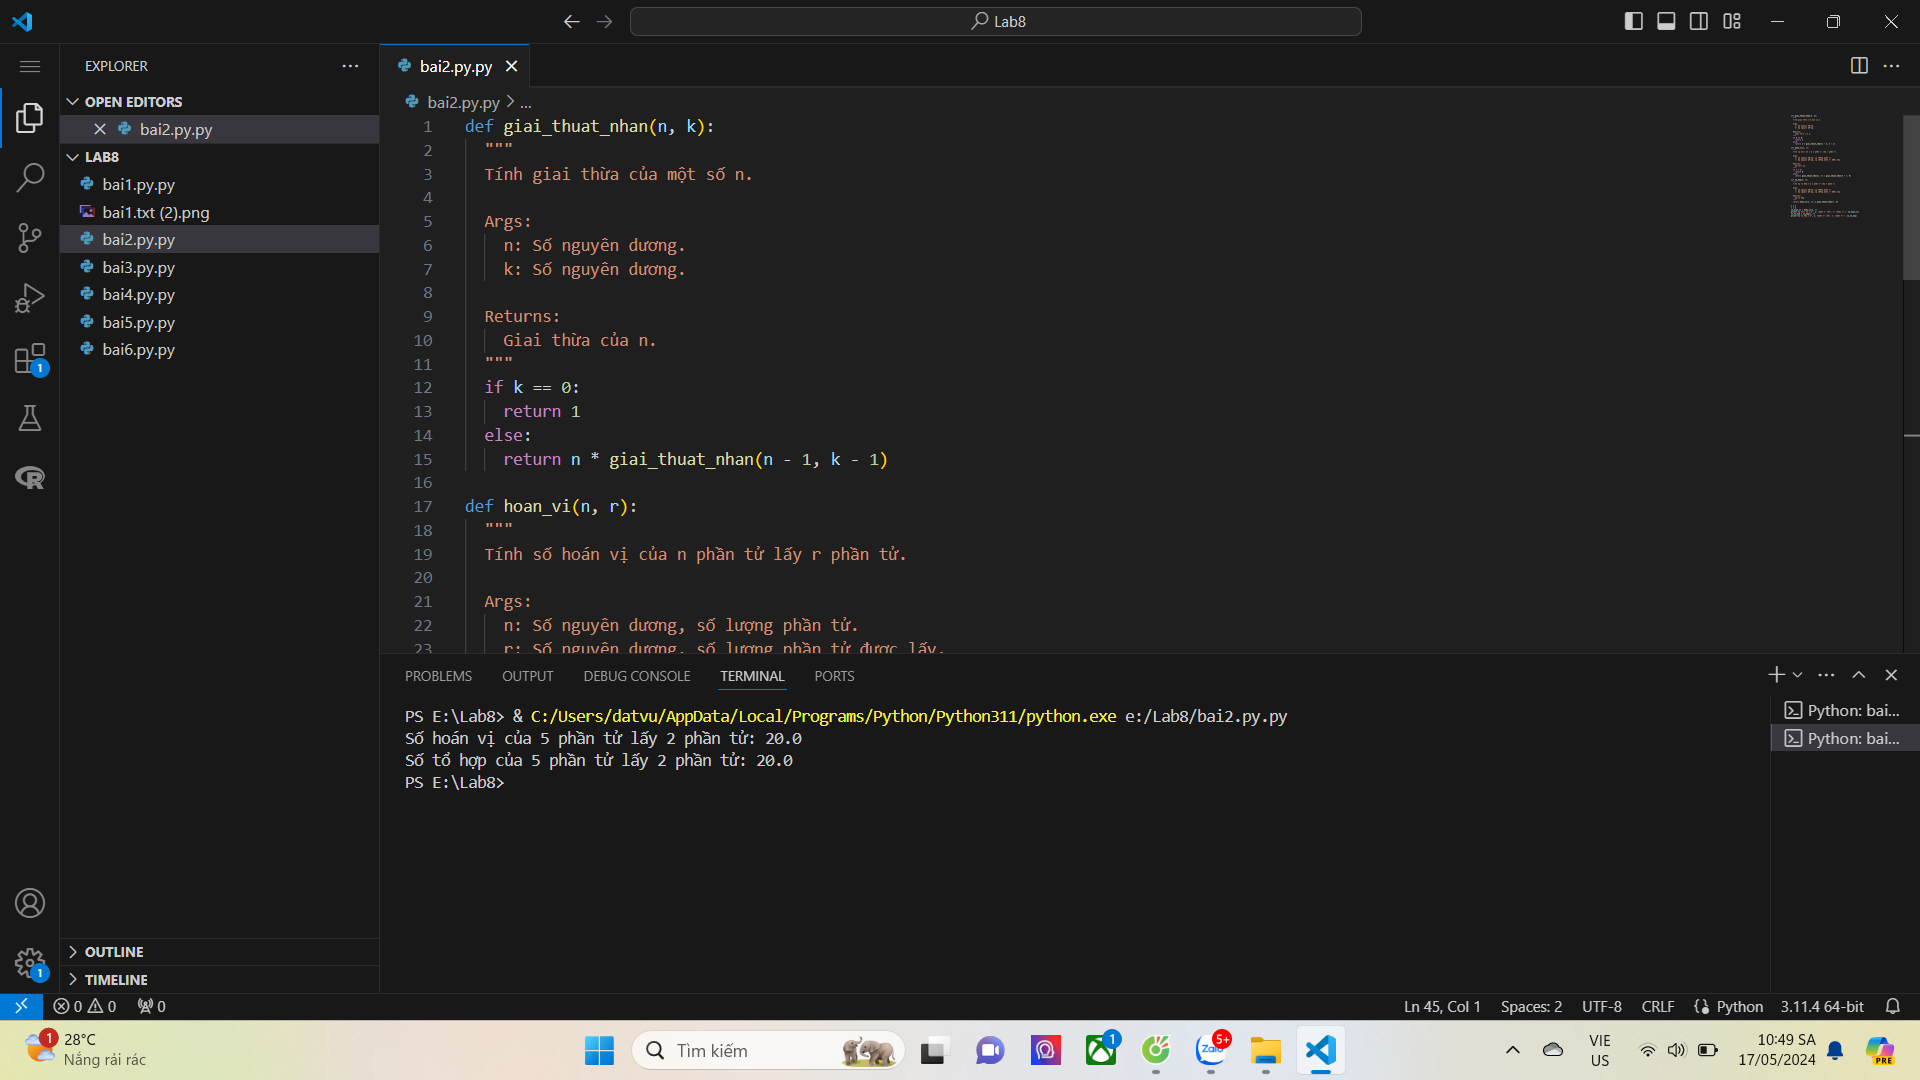 Lab8
EXPLORER
OPEN EDITORS
bai2.py.py
LAB8
bai1.py.py
bai1.txt (2).png
bai2.py.py
bai3.py.py
bai4.py.py
bai5.py.py
bai6.py.py
OUTLINE
TIMELINE
bai2.py.py
bai2.py.py > ...
1 def giai_thuat_nhan(n, k):
2 """
3 Tính giai thừa của một số n.
4
5 Args:
6 n: Số nguyên dương.
7 k: Số nguyên dương.
8
9 Returns:
10 Giai thừa của n.
11 """
12 if k == 0:
13 return 1
14 else:
15 return n * giai_thuat_nhan(n - 1, k - 1)
16
17 def hoan_vi(n, r):
18 """
19 Tính số hoán vị của n phần tử lấy r phần tử.
20
21 Args:
22 n: Số nguyên dương, số lượng phần tử.
23 r: Số nguyên dương, số lượng phần tử được lấy.
PROBLEMS OUTPUT DEBUG CONSOLE TERMINAL PORTS
PS E:\Lab8> & C:/Users/datvu/AppData/Local/Programs/Python/Python311/python.exe e:/Lab8/bai2.py.py
Số hoán vị của 5 phần tử lấy 2 phần tử: 20.0
Số tổ hợp của 5 phần tử lấy 2 phần tử: 20.0
PS E:\Lab8>
Python: bai...
Python: bai...
1
1
0 0 0
Ln 45, Col 1 Spaces: 2 UTF-8 CRLF Python 3.11.4 64-bit
1
28°C
Nắng rải rác
Tìm kiếm
1
Zalo
5+
VIE
US
10:49 SA
17/05/2024
PRE